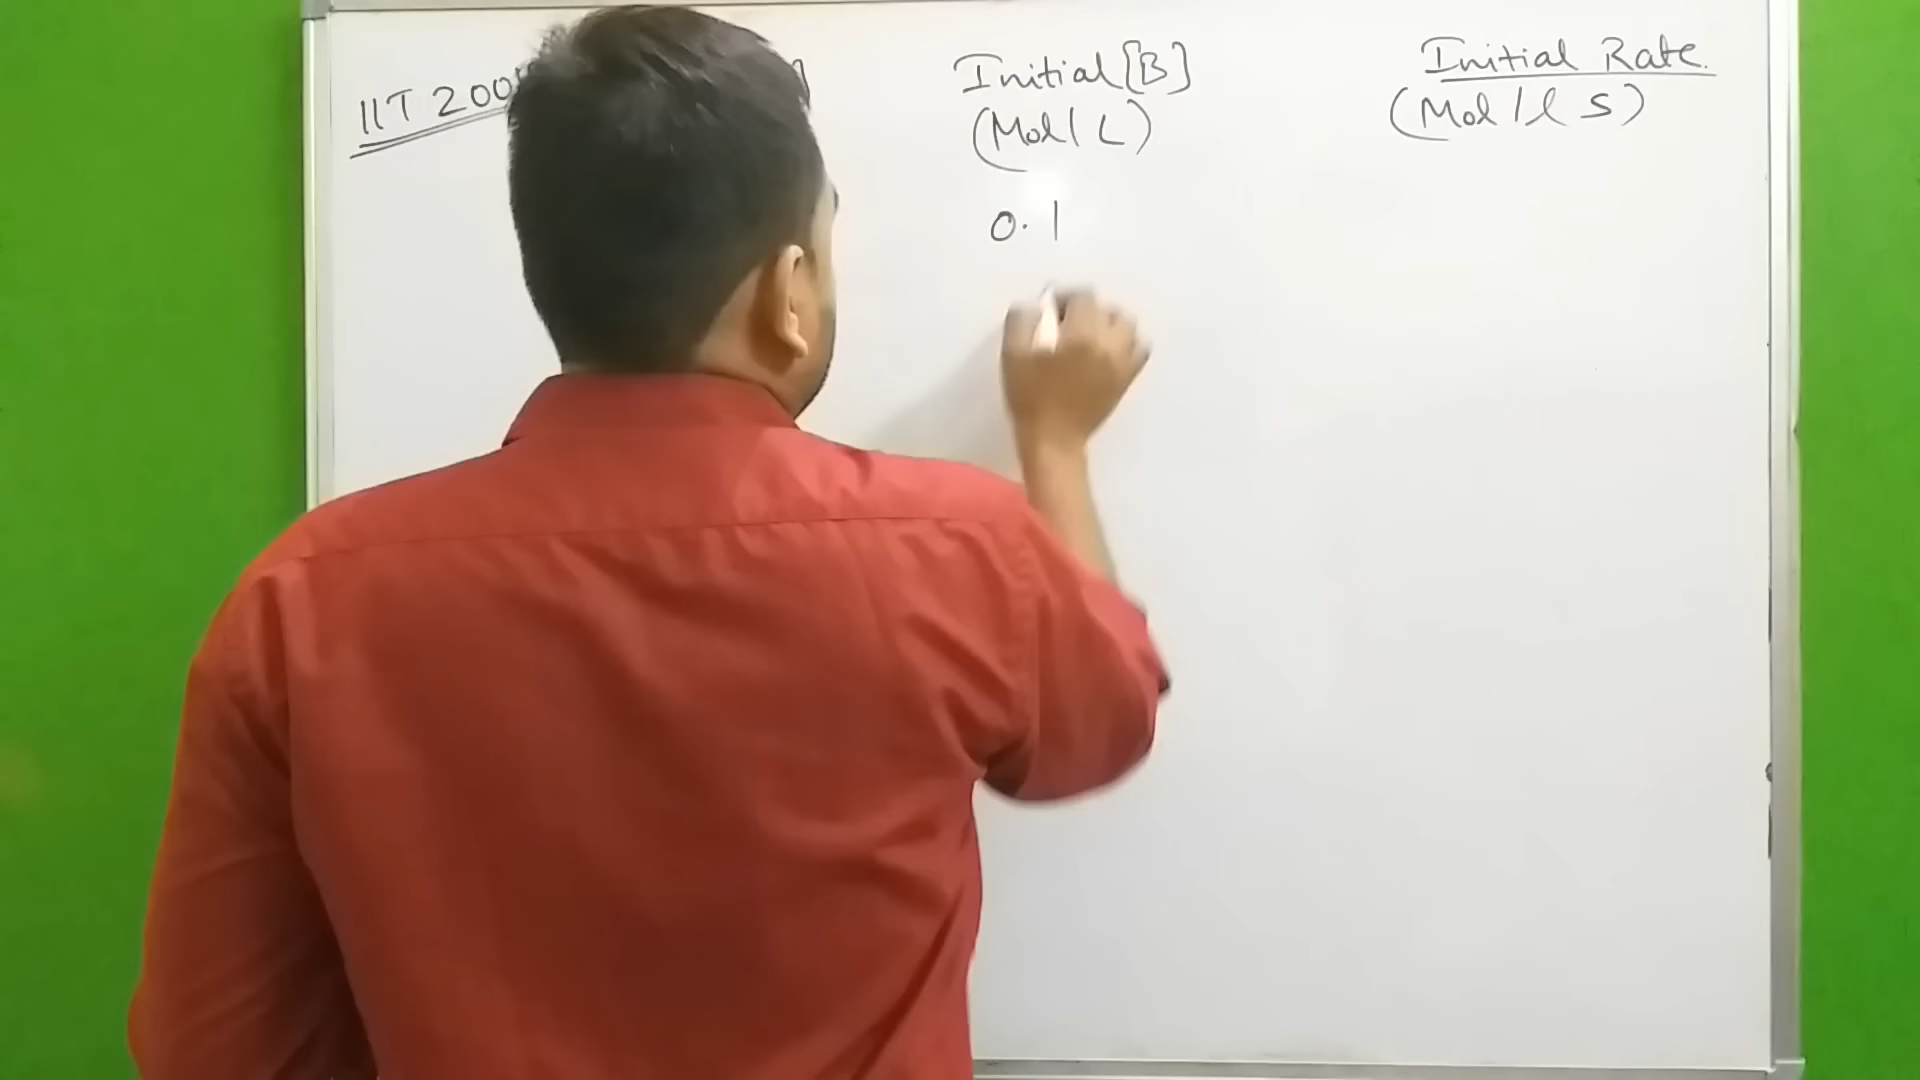 IIT 200
Initial [B]
(Mol/L)
0.1
Initial Rate.
(Mol/l S)